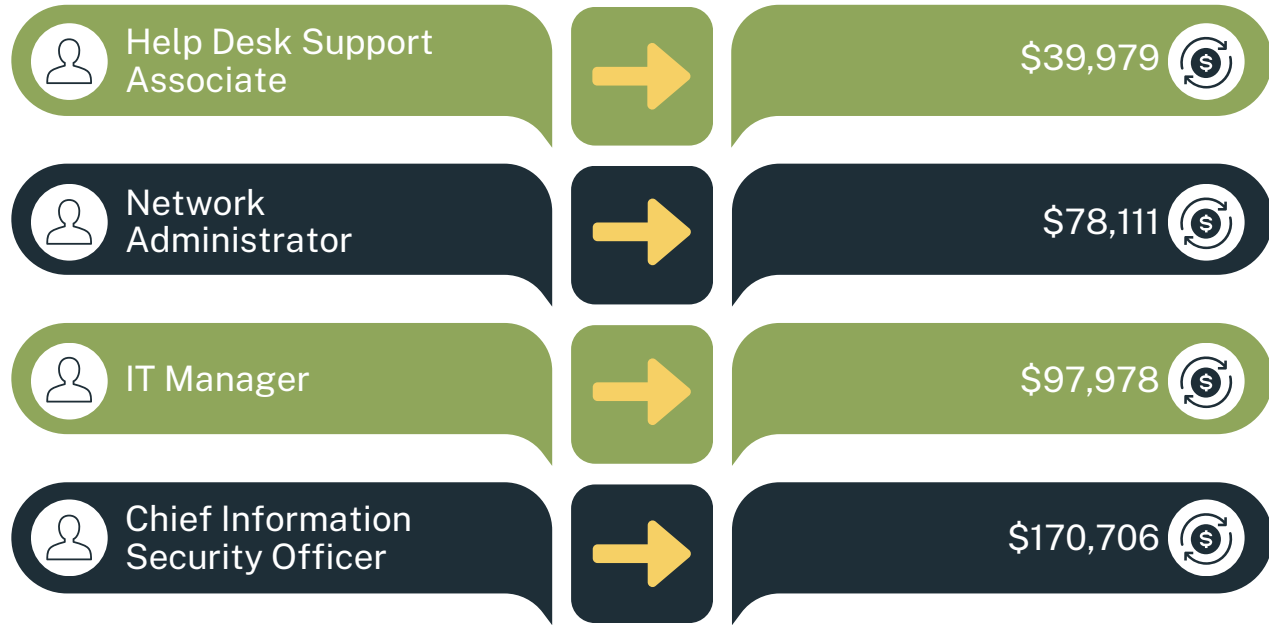 Help Desk Support
Associate
$39,979
Network
Administrator
$78,111
IT Manager
$97,978
Chief Information
Security Officer
$170,706